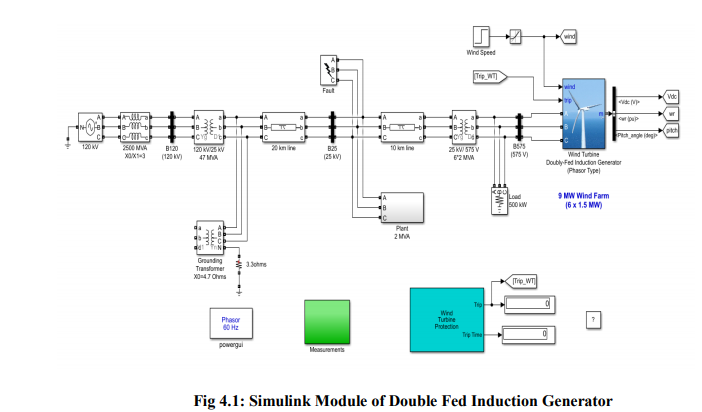 Wind Speed
wind
[Trip_WT]
Fault
A
B
C
wind
trip
A
B
C
m
<Vdc (V)>
<wr (pu)>
<Pitch_angle (deg)>
Vdc
wr
pitch
N
A
B
C
120 kV
2500 MVA
X0/X1=3
B120
(120 kV)
120 kV/25 kV
47 MVA
20 km line
B25
(25 kV)
10 km line
25 kV/ 575 V
6*2 MVA
B575
(575 V)
Wind Turbine
Doubly-Fed Induction Generator
(Phasor Type)
9 MW Wind Farm
(6 x 1.5 MW)
Load
500 kW
A
B
C
Plant
2 MVA
Grounding
Transformer
X0=4.7 Ohms
3.3ohms
Phasor
60 Hz
powergui
Measurements
Wind
Turbine
Protection
Trip
Trip Time
[Trip_WT]
0
0
?
Fig 4.1: Simulink Module of Double Fed Induction Generator